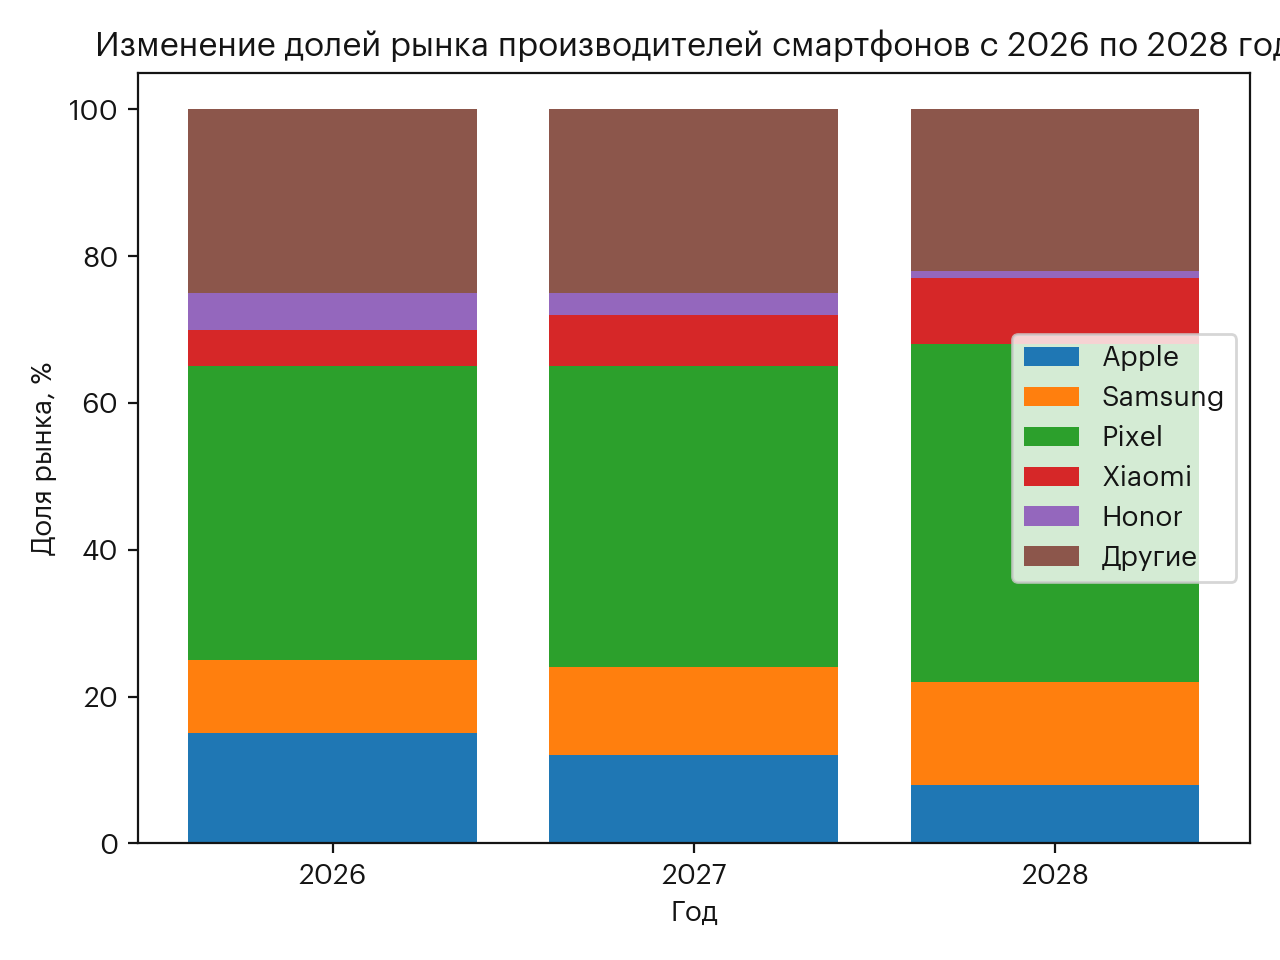 Изменение долей рынка производителей смартфонов с 2026 по 2028 год
100
80
60
40
20
0
Доля рынка, %
Apple
Samsung
Pixel
Xiaomi
Honor
Другие
2026
2027
2028
Год